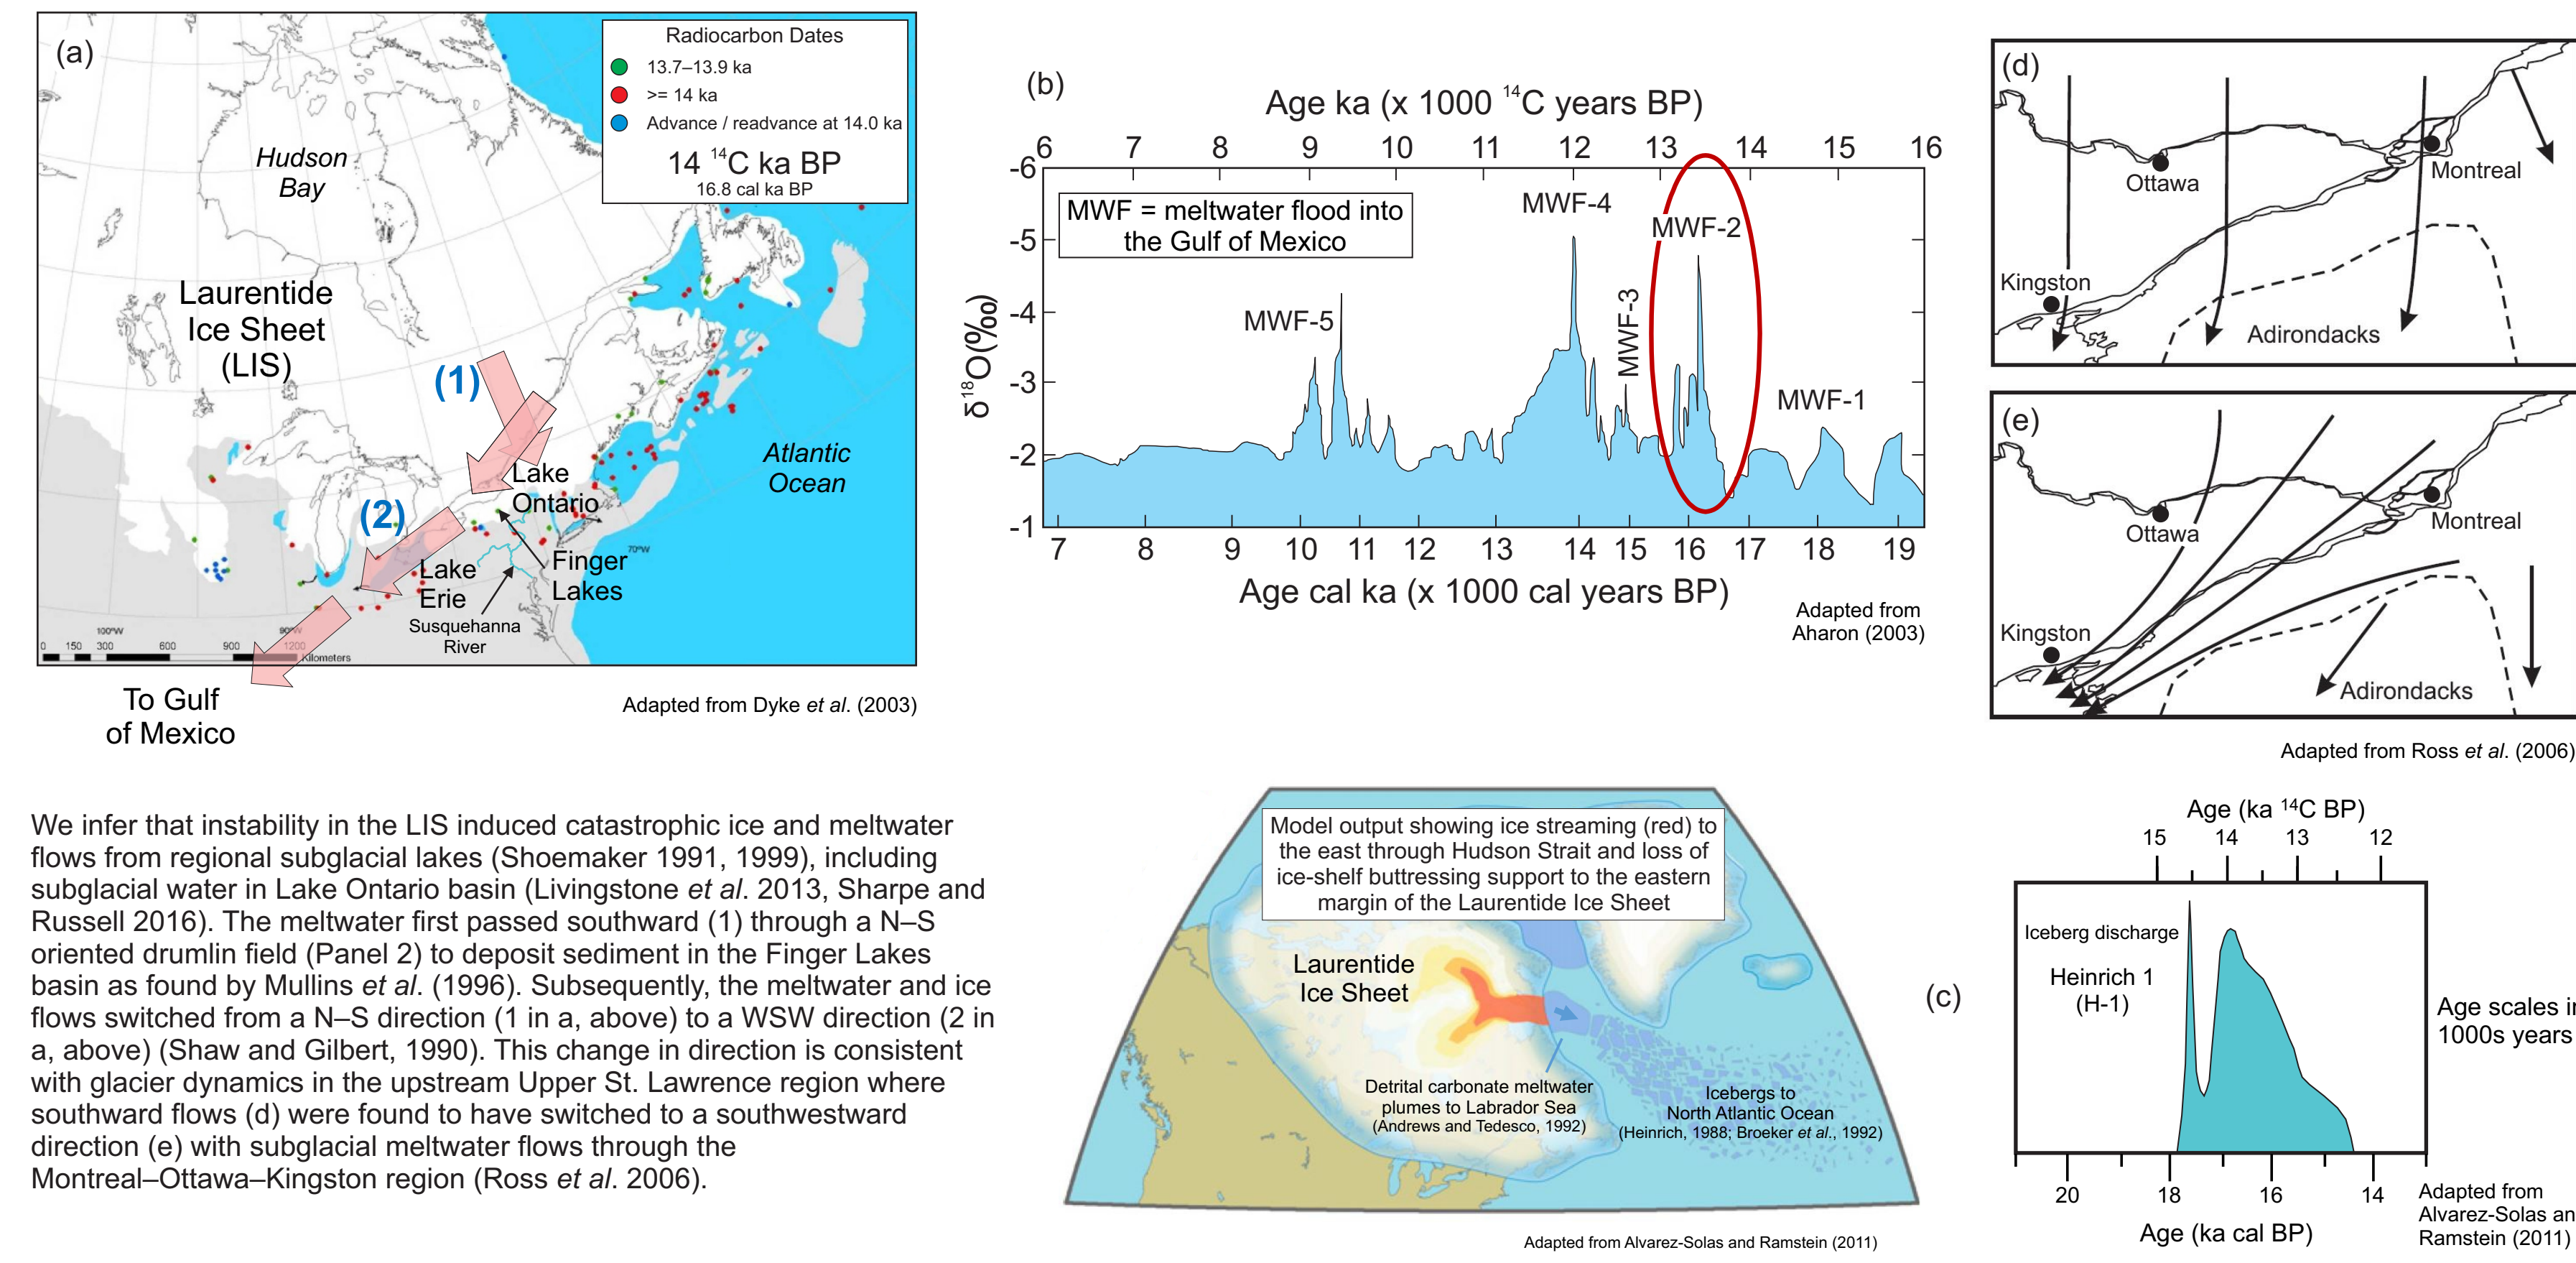 (a)
Radiocarbon Dates
13.7–13.9 ka
>= 14 ka
Advance / readvance at 14.0 ka
14 ¹⁴C ka BP
16.8 cal ka BP
Hudson
Bay
Laurentide
Ice Sheet
(LIS)
(1)
(2)
Lake
Ontario
Atlantic
Ocean
Finger
Lakes
Lake
Erie
Susquehanna
River
70°W
100°W
90°W
0 150 300 600 900 1200
Kilometers
To Gulf
of Mexico
Adapted from Dyke et al. (2003)
(b)
Age ka (x 1000 ¹⁴C years BP)
6 7 8 9 10 11 12 13 14 15 16
-6
-5
-4
-3
-2
-1
δ¹⁸O(‰)
MWF = meltwater flood into
the Gulf of Mexico
MWF-5
MWF-4
MWF-3
MWF-2
MWF-1
7 8 9 10 11 12 13 14 15 16 17 18 19
Age cal ka (x 1000 cal years BP)
Adapted from
Aharon (2003)
(d)
Ottawa
Montreal
Kingston
Adirondacks
(e)
Ottawa
Montreal
Kingston
Adirondacks
Adapted from Ross et al. (2006)
We infer that instability in the LIS induced catastrophic ice and meltwater
flows from regional subglacial lakes (Shoemaker 1991, 1999), including
subglacial water in Lake Ontario basin (Livingstone et al. 2013, Sharpe and
Russell 2016). The meltwater first passed southward (1) through a N–S
oriented drumlin field (Panel 2) to deposit sediment in the Finger Lakes
basin as found by Mullins et al. (1996). Subsequently, the meltwater and ice
flows switched from a N–S direction (1 in a, above) to a WSW direction (2 in
a, above) (Shaw and Gilbert, 1990). This change in direction is consistent
with glacier dynamics in the upstream Upper St. Lawrence region where
southward flows (d) were found to have switched to a southwestward
direction (e) with subglacial meltwater flows through the
Montreal–Ottawa–Kingston region (Ross et al. 2006).
Model output showing ice streaming (red) to
the east through Hudson Strait and loss of
ice-shelf buttressing support to the eastern
margin of the Laurentide Ice Sheet
Laurentide
Ice Sheet
Detrital carbonate meltwater
plumes to Labrador Sea
(Andrews and Tedesco, 1992)
Icebergs to
North Atlantic Ocean
(Heinrich, 1988; Broeker et al., 1992)
Adapted from Alvarez-Solas and Ramstein (2011)
(c)
Age (ka ¹⁴C BP)
15 14 13 12
Iceberg discharge
Heinrich 1
(H-1)
20 18 16 14
Age (ka cal BP)
Age scales in
1000s years
Adapted from
Alvarez-Solas an
Ramstein (2011)